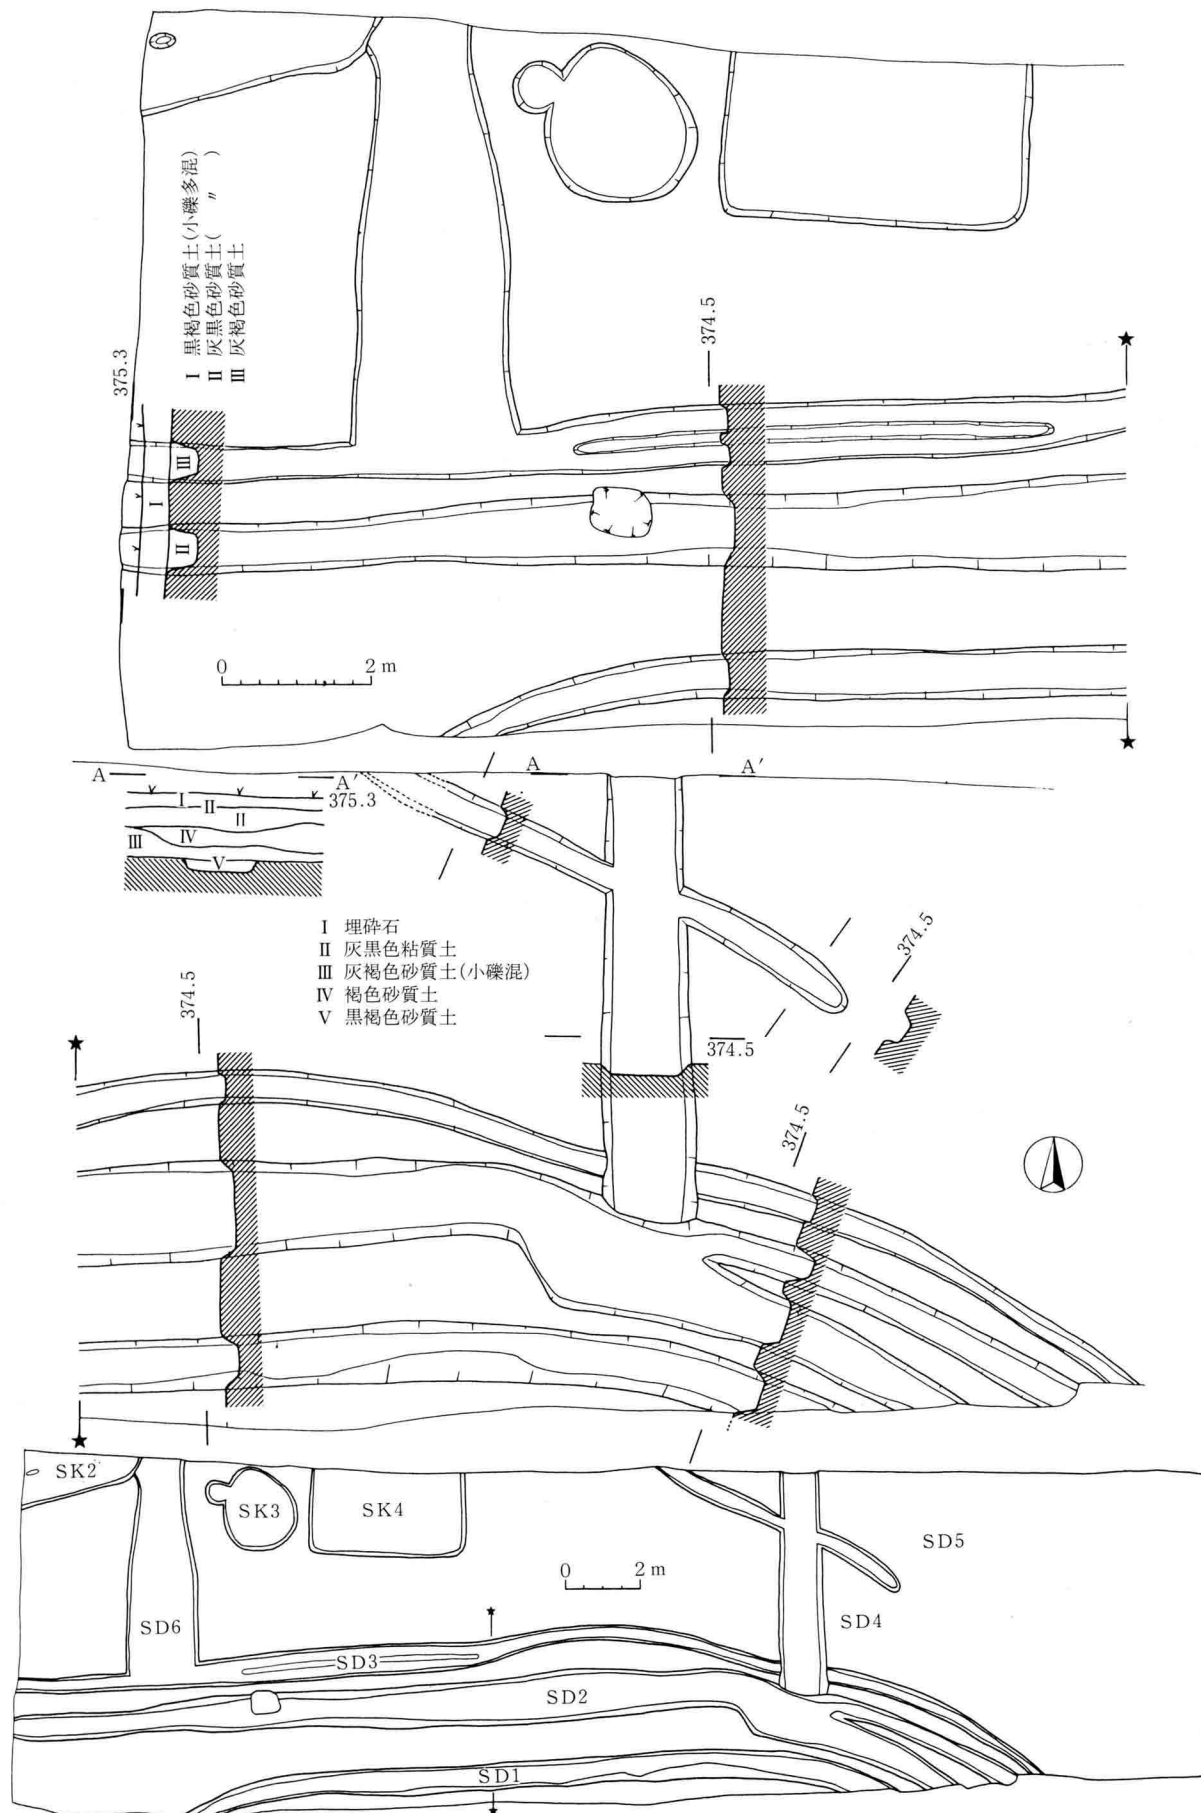 Ⅰ 黒褐色砂質土(小礫多混)
Ⅱ 灰黒色砂質土( 〃 )
Ⅲ 灰褐色砂質土
375.3
374.5
★
Ⅲ
Ⅰ
Ⅱ
0 2 m
★
A A′
375.3
Ⅰ
Ⅱ
Ⅱ
Ⅲ Ⅳ
Ⅴ
A A′
Ⅰ 埋砕石
Ⅱ 灰黒色粘質土
Ⅲ 灰褐色砂質土(小礫混)
Ⅳ 褐色砂質土
Ⅴ 黒褐色砂質土
374.5
374.5
★
374.5
374.5
★
SK2
SK3
SK4
SD5
0 2 m
★
SD6
SD4
SD3
SD2
SD1
★